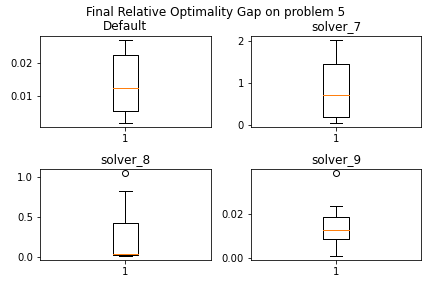 Final Relative Optimality Gap on problem 5
Default
solver_7
0.02
0.01
1
2
1
0
1
solver_8
solver_9
1.0
0.5
0.0
1
0.02
0.00
1